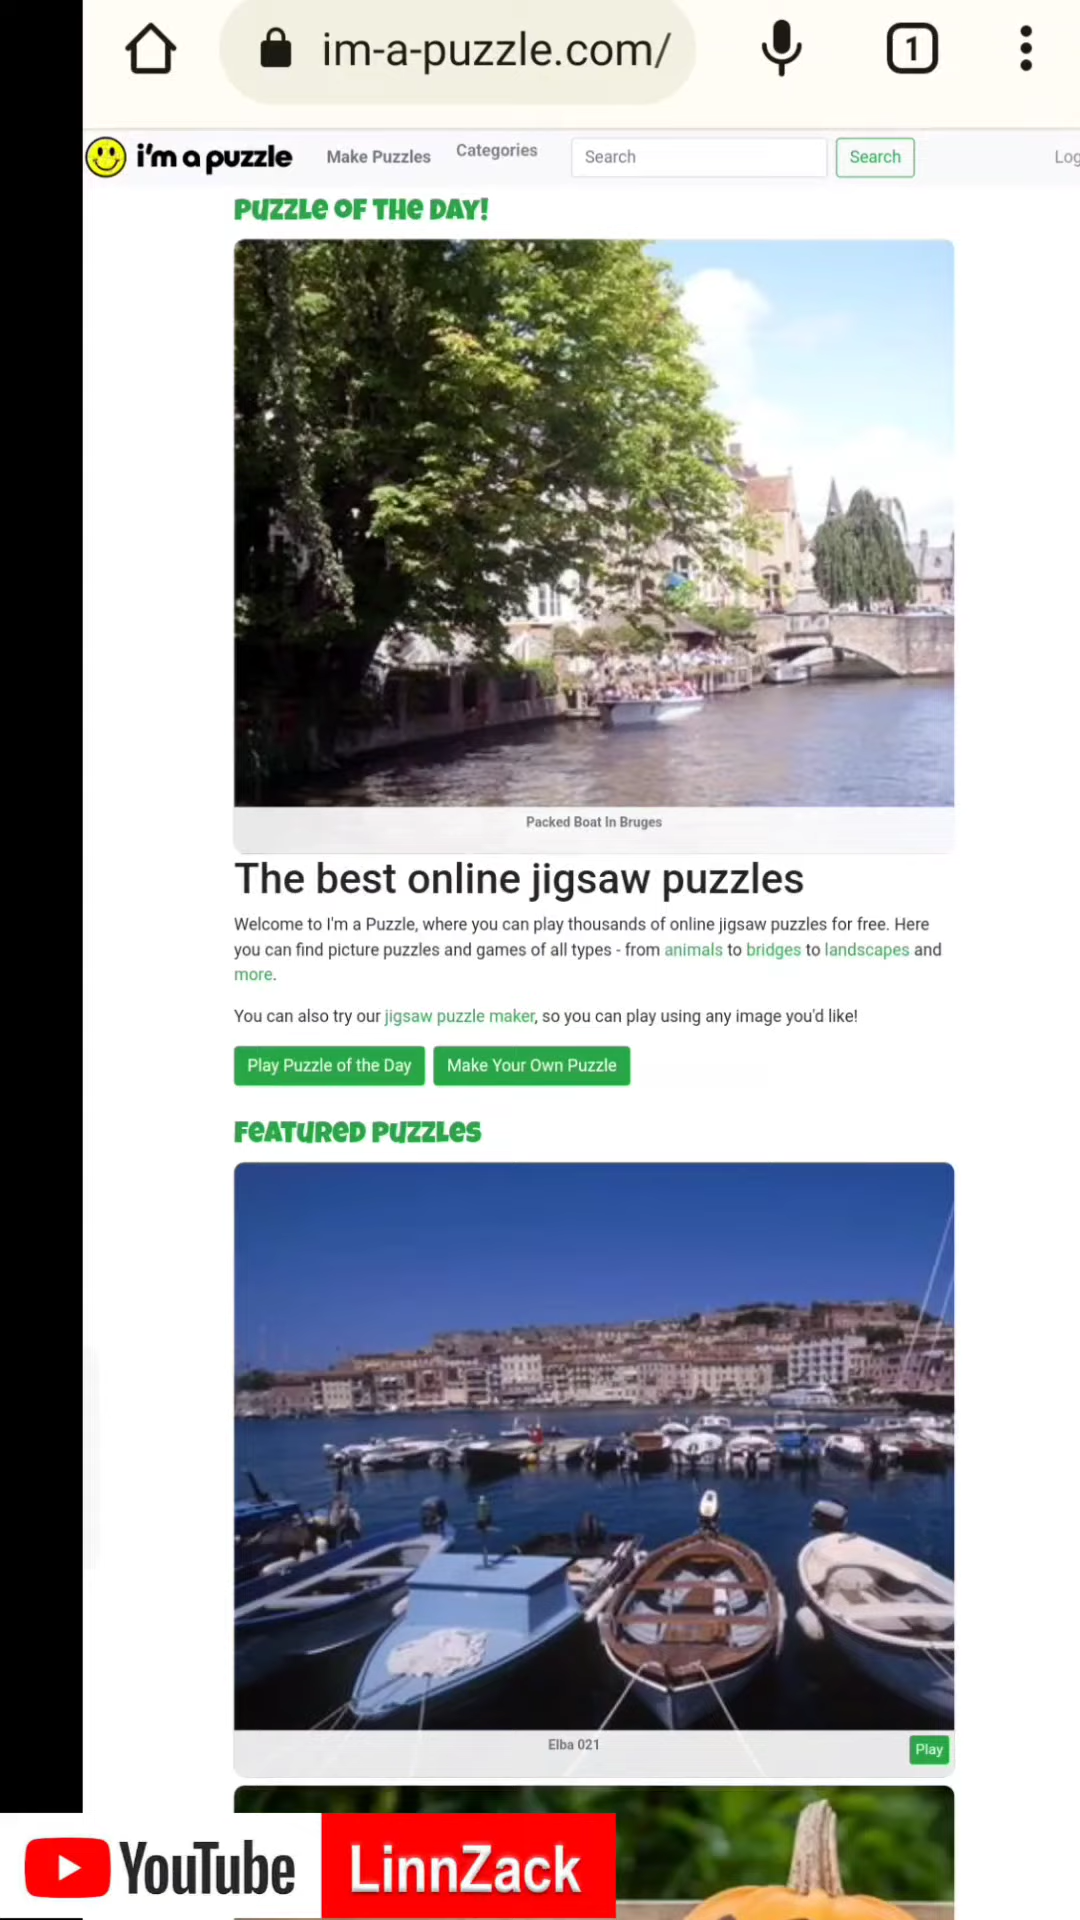 im-a-puzzle.com/
1
i'm a puzzle
Make Puzzles
Categories
Search
Search
Log
Puzzle of the Day!
Packed Boat In Bruges
The best online jigsaw puzzles
Welcome to I'm a Puzzle, where you can play thousands of online jigsaw puzzles for free. Here
you can find picture puzzles and games of all types - from animals to bridges to landscapes and
more.
You can also try our jigsaw puzzle maker, so you can play using any image you'd like!
Play Puzzle of the Day
Make Your Own Puzzle
Featured Puzzles
Elba 021
Play
YouTube
LinnZack